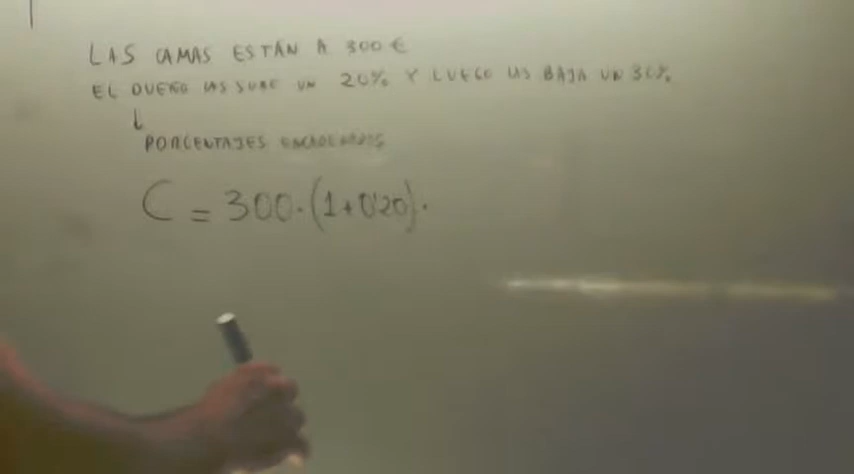 LAS CAMAS ESTÁN A 300 €
EL DUEÑO LAS SUBE UN 20% Y LUEGO LAS BAJA UN 30%
↓
PORCENTAJES ENCADENADOS
C = 300·(1+0'20)·